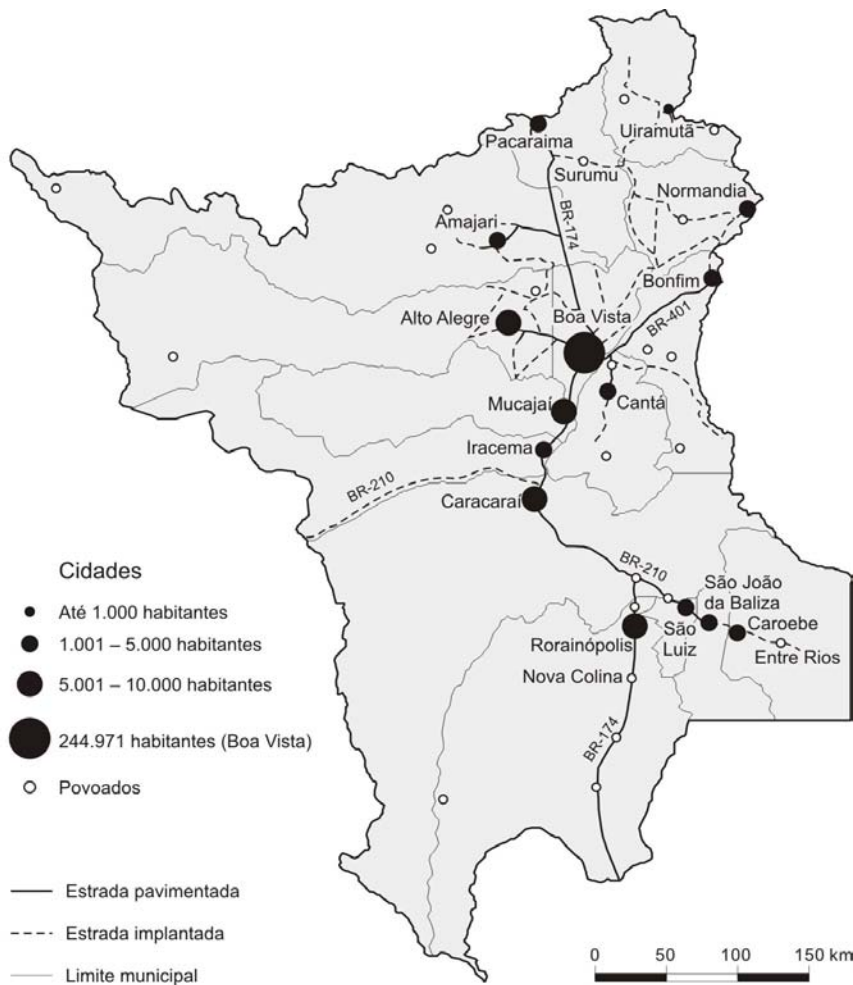 Uiramutã
Pacaraima
Surumu
Normandia
BR-174
Amajari
Bonfim
Alto Alegre
Boa Vista
BR-401
Mucajaí
Cantá
Iracema
BR-210
Caracaraí
BR-210
São João
da Baliza
Caroebe
São
Luiz
Rorainópolis
Entre Rios
Nova Colina
BR-174
Cidades
Até 1.000 habitantes
1.001 – 5.000 habitantes
5.001 – 10.000 habitantes
244.971 habitantes (Boa Vista)
Povoados
Estrada pavimentada
Estrada implantada
Limite municipal
0 50 100 150 km